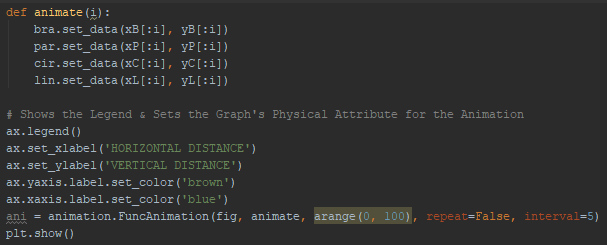 def animate(i):
    bra.set_data(xB[:i], yB[:i])
    par.set_data(xP[:i], yP[:i])
    cir.set_data(xC[:i], yC[:i])
    lin.set_data(xL[:i], yL[:i])
# Shows the Legend & Sets the Graph's Physical Attribute for the Animation
ax.legend()
ax.set_xlabel('HORIZONTAL DISTANCE')
ax.set_ylabel('VERTICAL DISTANCE')
ax.yaxis.label.set_color('brown')
ax.xaxis.label.set_color('blue')
ani = animation.FuncAnimation(fig, animate, arange(0, 100), repeat=False, interval=5)
plt.show()